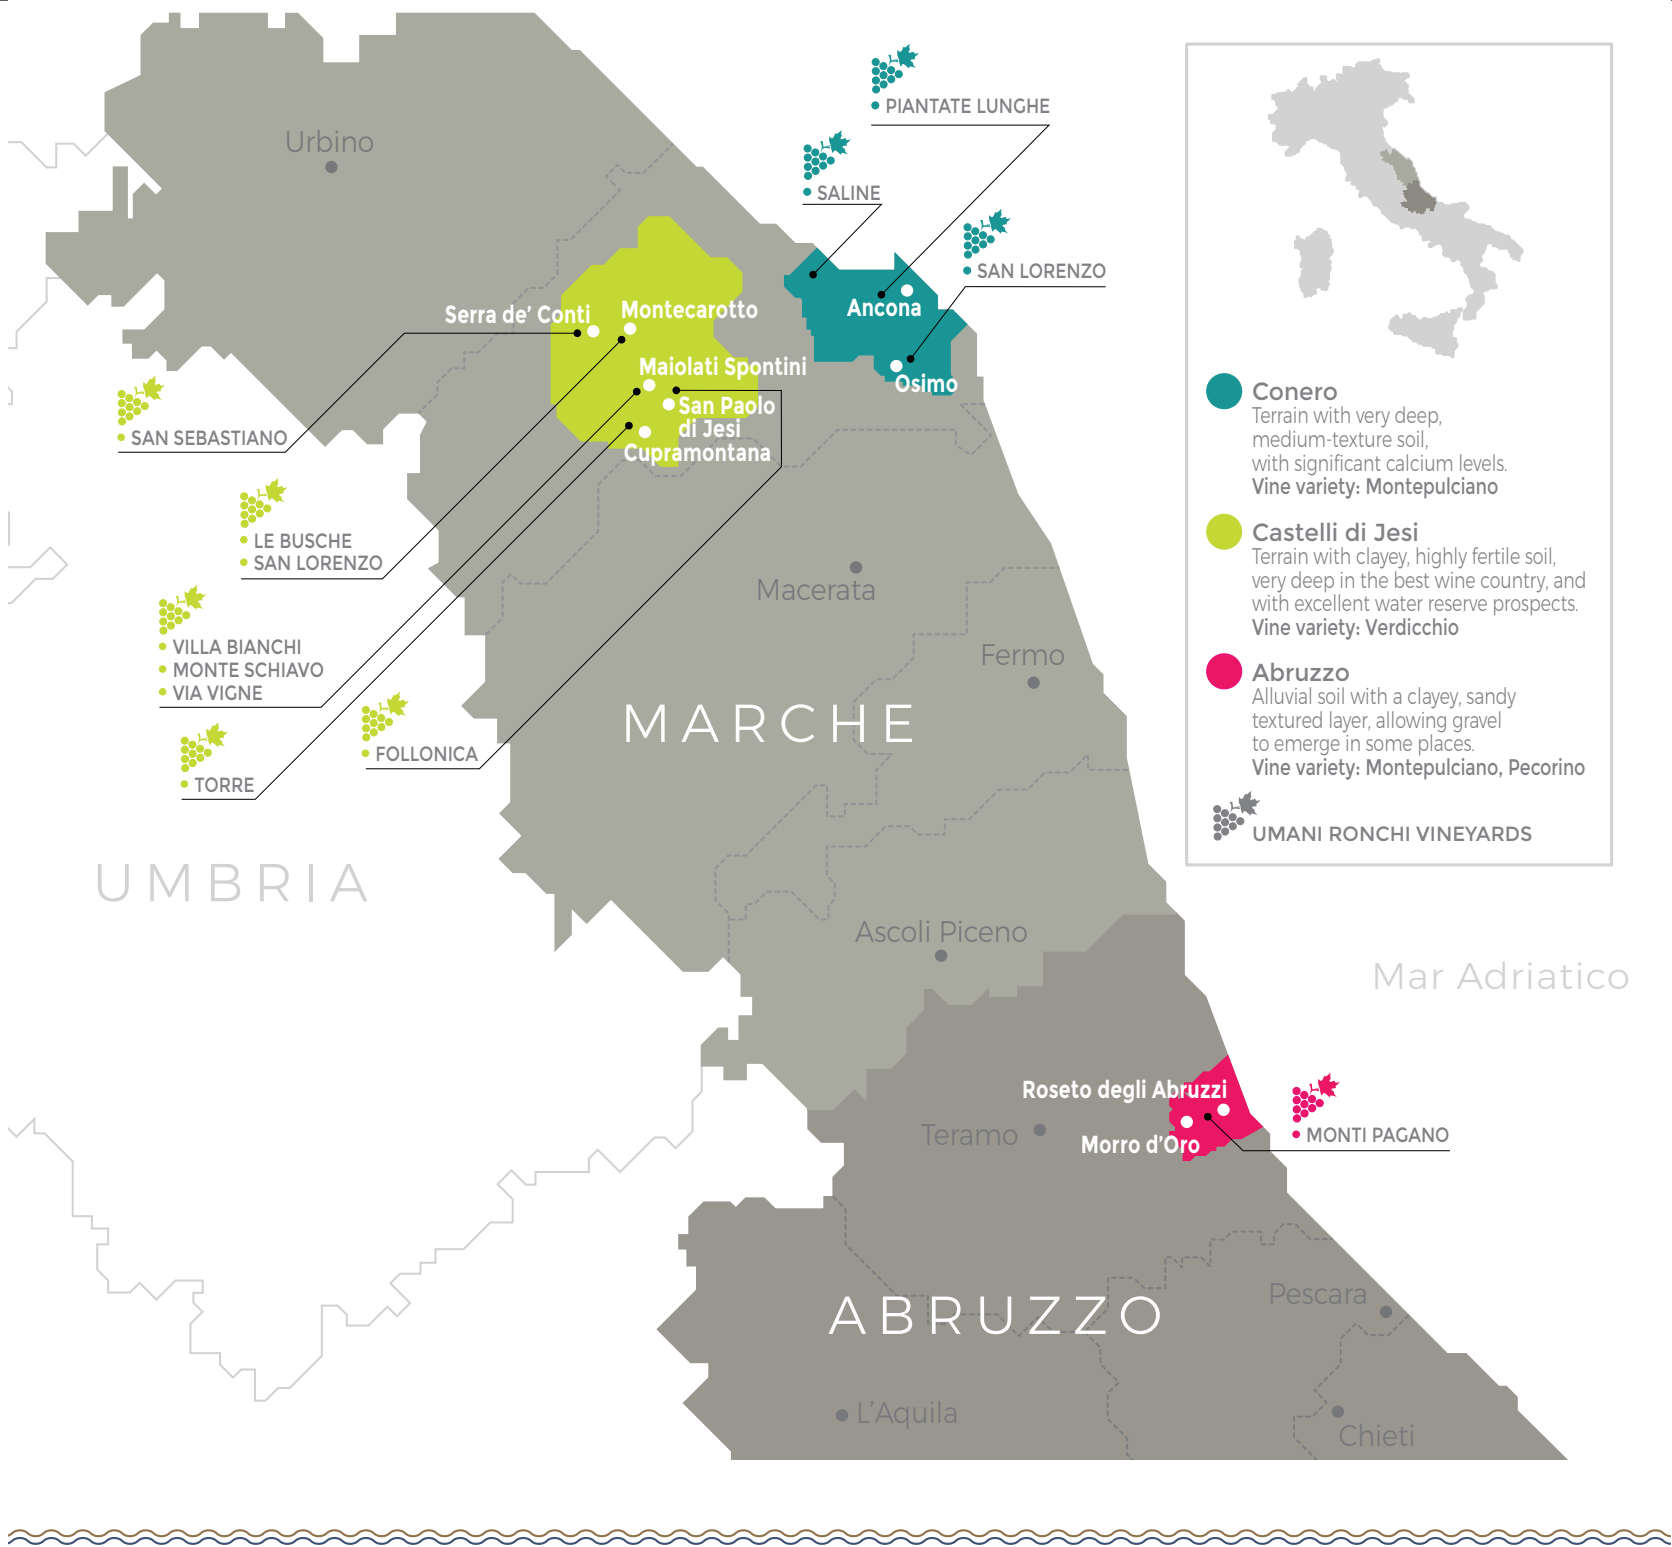 Urbino
PIANTATE LUNGHE
SALINE
SAN LORENZO
Serra de’ Conti
Montecarotto
Ancona
Maiolati Spontini
San Paolo
di Jesi
Cupramontana
Osimo
SAN SEBASTIANO
LE BUSCHE
SAN LORENZO
VILLA BIANCHI
MONTE SCHIAVO
VIA VIGNE
TORRE
FOLLONICA
Macerata
Fermo
MARCHE
UMBRIA
Ascoli Piceno
Mar Adriatico
Roseto degli Abruzzi
Teramo
Morro d’Oro
MONTI PAGANO
ABRUZZO
Pescara
L’Aquila
Chieti
Conero
Terrain with very deep,
medium-texture soil,
with significant calcium levels.
Vine variety: Montepulciano
Castelli di Jesi
Terrain with clayey, highly fertile soil,
very deep in the best wine country, and
with excellent water reserve prospects.
Vine variety: Verdicchio
Abruzzo
Alluvial soil with a clayey, sandy
textured layer, allowing gravel
to emerge in some places.
Vine variety: Montepulciano, Pecorino
UMANI RONCHI VINEYARDS